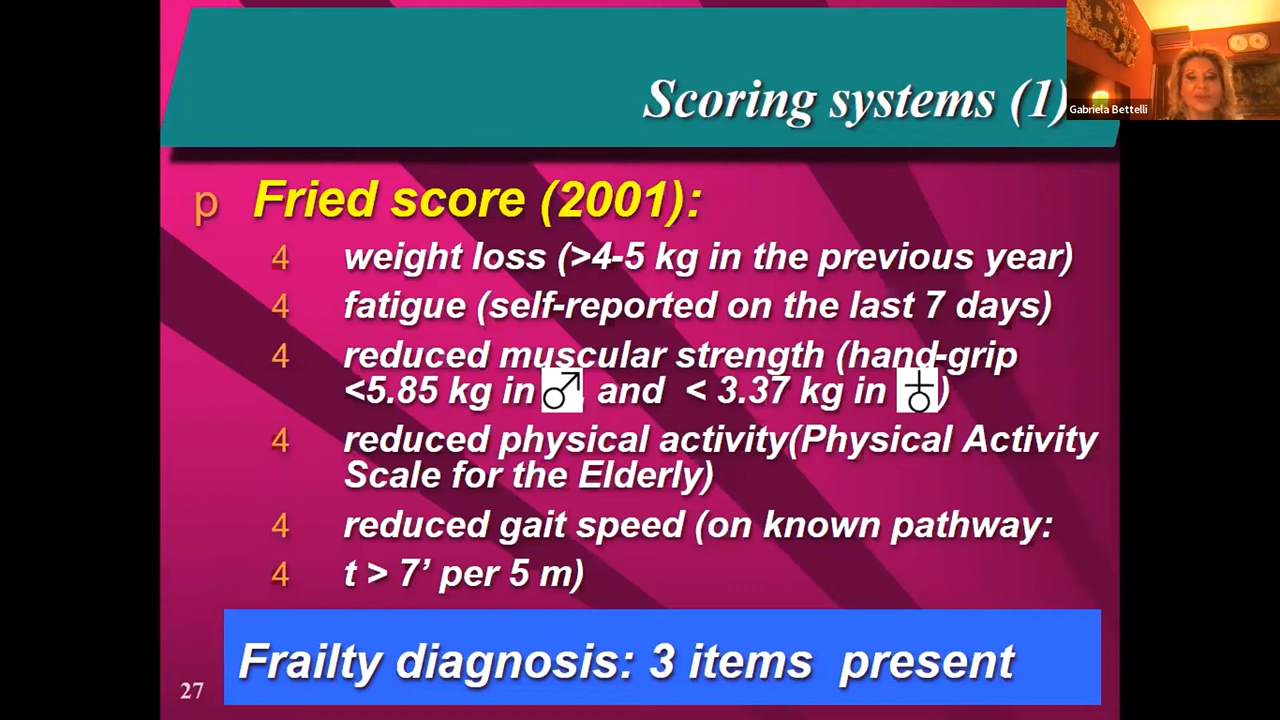 Scoring systems (1)
Gabriela Bettelli
p Fried score (2001):
4 weight loss (>4-5 kg in the previous year)
4 fatigue (self-reported on the last 7 days)
4 reduced muscular strength (hand-grip
<5.85 kg in ♂ and < 3.37 kg in ♀)
4 reduced physical activity(Physical Activity
Scale for the Elderly)
4 reduced gait speed (on known pathway:
4 t > 7’ per 5 m)
Frailty diagnosis: 3 items present
27